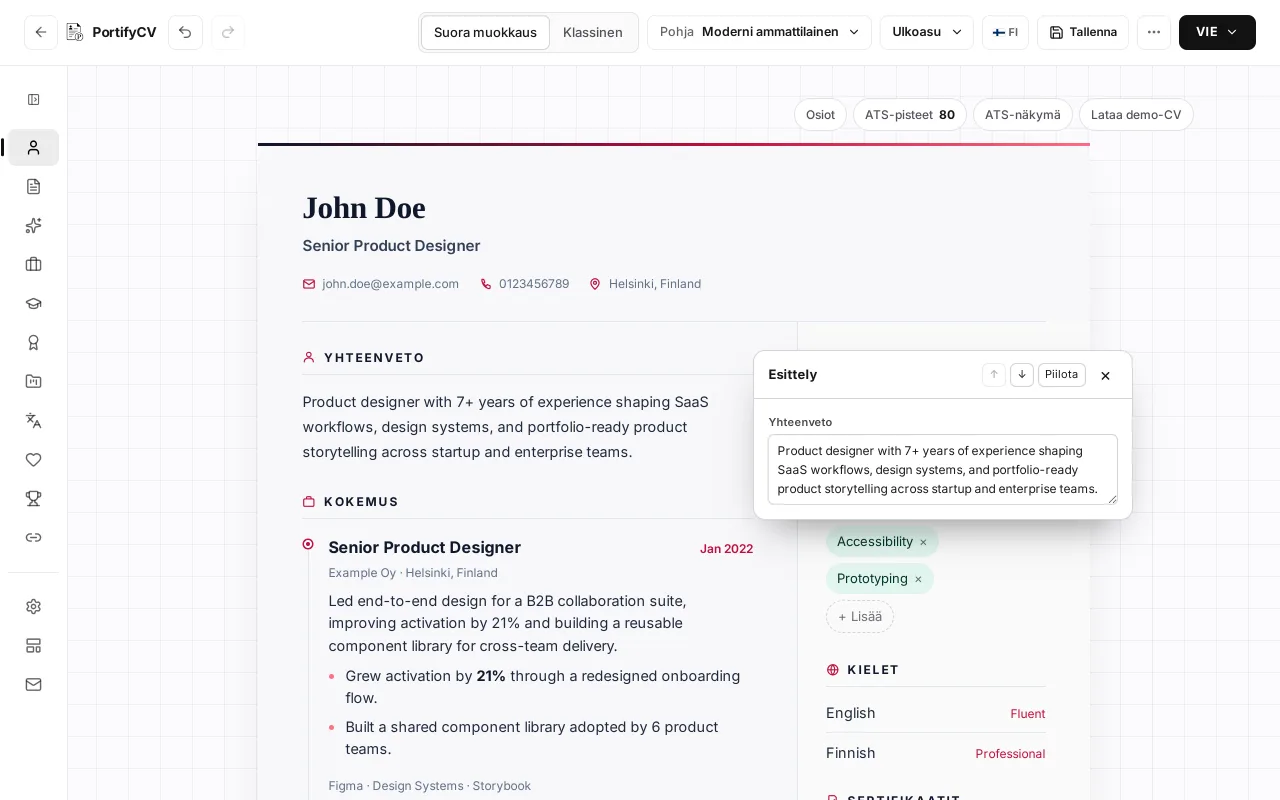 PortifyCV
Suora muokkaus
Klassinen
Pohja Moderni ammattilainen
Ulkoasu
FI
Tallenna
VIE
Osiot
ATS-pisteet 80
ATS-näkymä
Lataa demo-CV
John Doe
Senior Product Designer
john.doe@example.com
0123456789
Helsinki, Finland
YHTEENVETO
Product designer with 7+ years of experience shaping SaaS
workflows, design systems, and portfolio-ready product
storytelling across startup and enterprise teams.
KOKEMUS
Senior Product Designer
Jan 2022
Example Oy · Helsinki, Finland
Led end-to-end design for a B2B collaboration suite,
improving activation by 21% and building a reusable
component library for cross-team delivery.
• Grew activation by 21% through a redesigned onboarding
flow.
• Built a shared component library adopted by 6 product
teams.
Figma · Design Systems · Storybook
Esittely
↑
↓
Piilota
×
Yhteenveto
Product designer with 7+ years of experience shaping
SaaS workflows, design systems, and portfolio-ready
product storytelling across startup and enterprise teams.
Accessibility ×
Prototyping ×
+ Lisää
KIELET
English
Fluent
Finnish
Professional
SERTIFIKAATIT